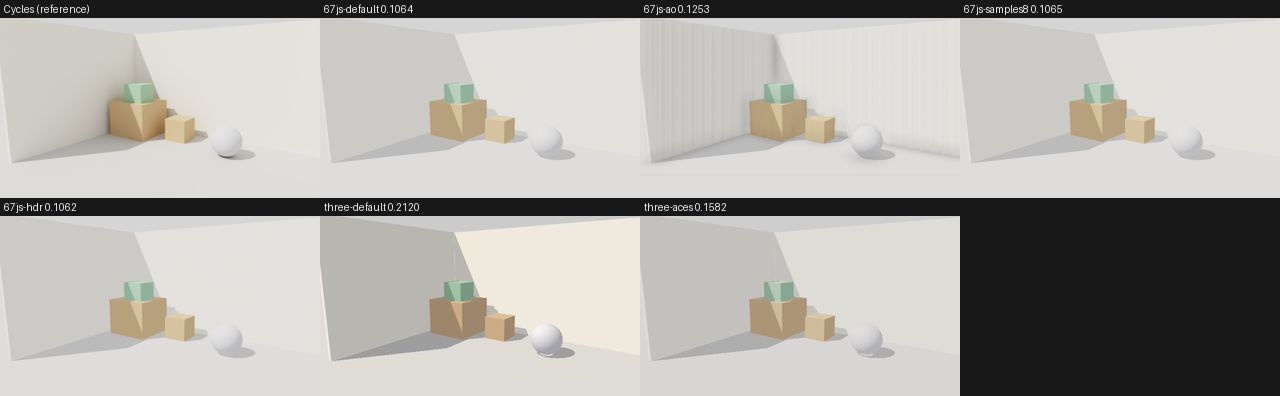 Cycles (reference)
67js-default 0.1064
67js-ao 0.1253
67js-samples8 0.1065
67js-hdr 0.1062
three-default 0.2120
three-aces 0.1582